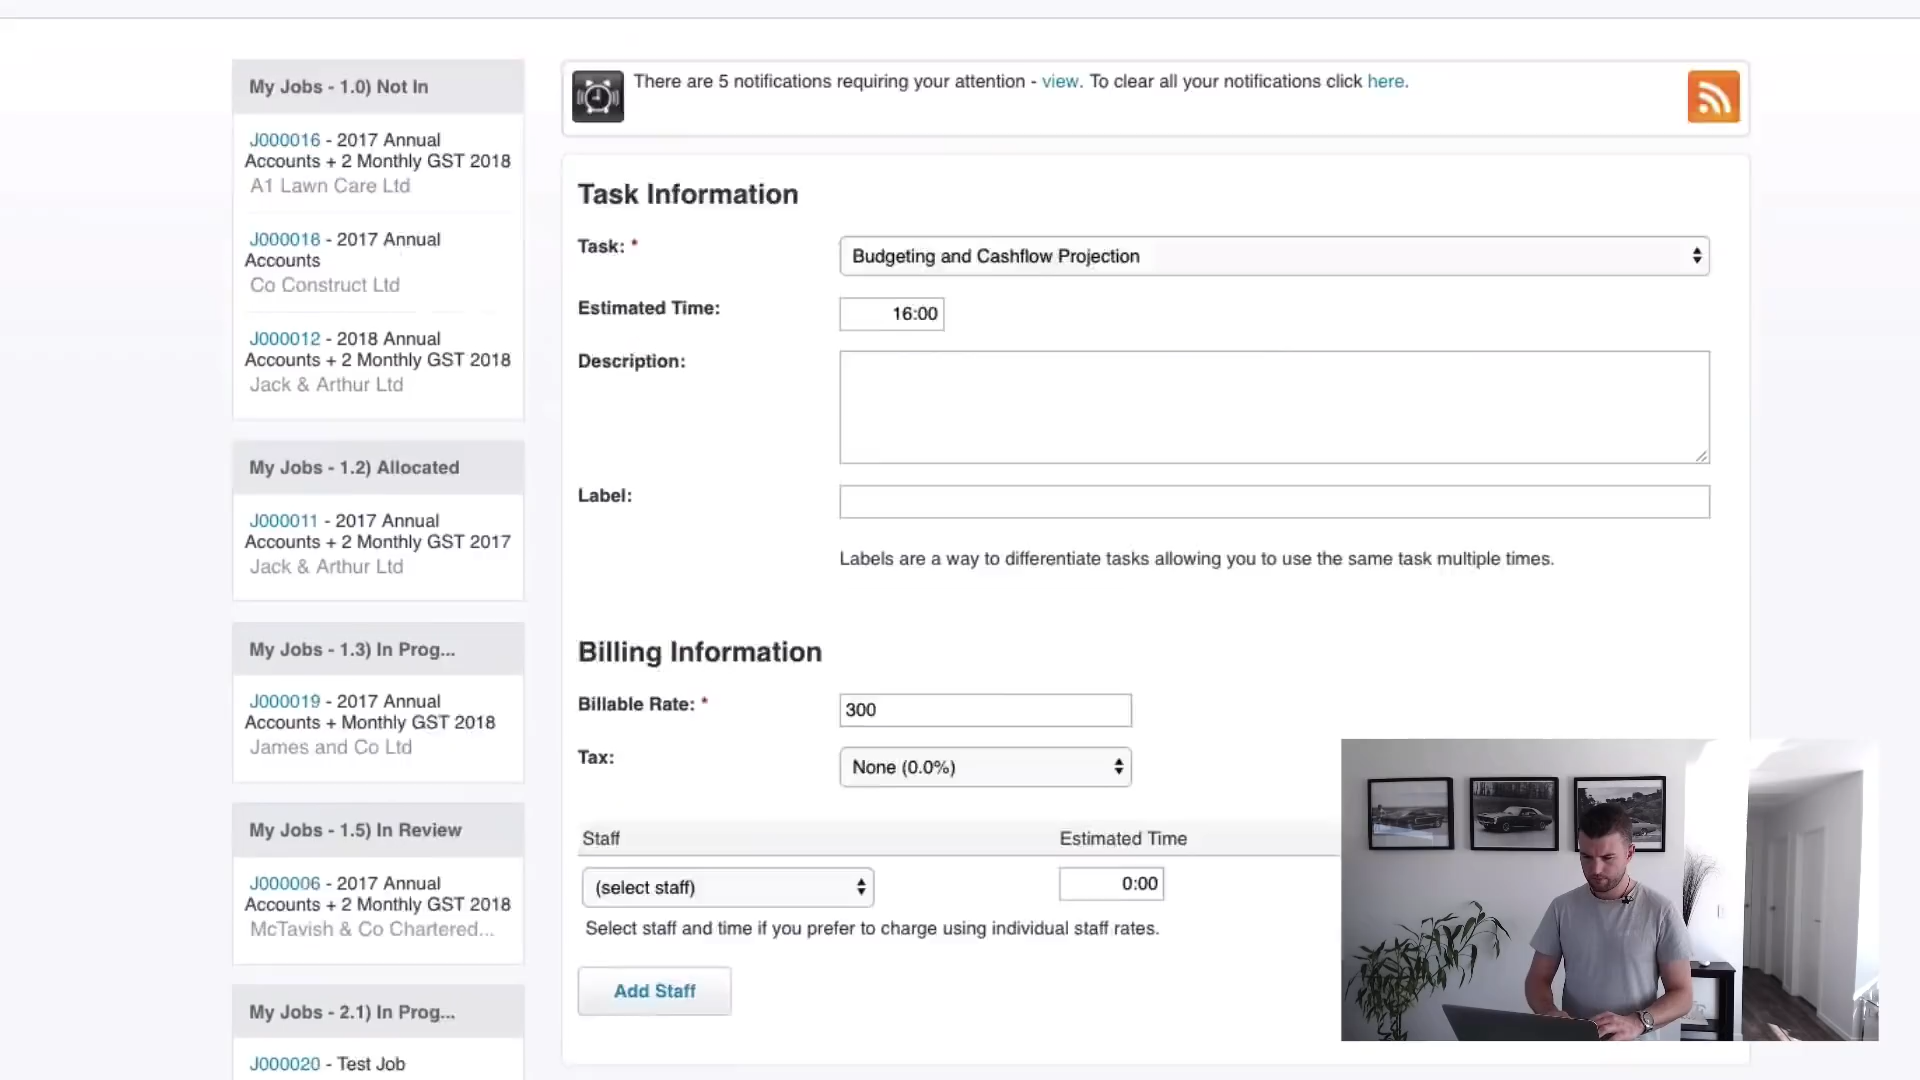 My Jobs - 1.0) Not In
J000016 - 2017 Annual
Accounts + 2 Monthly GST 2018
A1 Lawn Care Ltd
J000018 - 2017 Annual
Accounts
Co Construct Ltd
J000012 - 2018 Annual
Accounts + 2 Monthly GST 2018
Jack & Arthur Ltd
My Jobs - 1.2) Allocated
J000011 - 2017 Annual
Accounts + 2 Monthly GST 2017
Jack & Arthur Ltd
My Jobs - 1.3) In Prog...
J000019 - 2017 Annual
Accounts + Monthly GST 2018
James and Co Ltd
My Jobs - 1.5) In Review
J000006 - 2017 Annual
Accounts + 2 Monthly GST 2018
McTavish & Co Chartered...
My Jobs - 2.1) In Prog...
J000020 - Test Job
There are 5 notifications requiring your attention - view. To clear all your notifications click here.
Task Information
Task: * Budgeting and Cashflow Projection
Estimated Time: 16:00
Description:
Label:
Labels are a way to differentiate tasks allowing you to use the same task multiple times.
Billing Information
Billable Rate: * 300
Tax: None (0.0%)
Staff Estimated Time
(select staff) 0:00
Select staff and time if you prefer to charge using individual staff rates.
Add Staff